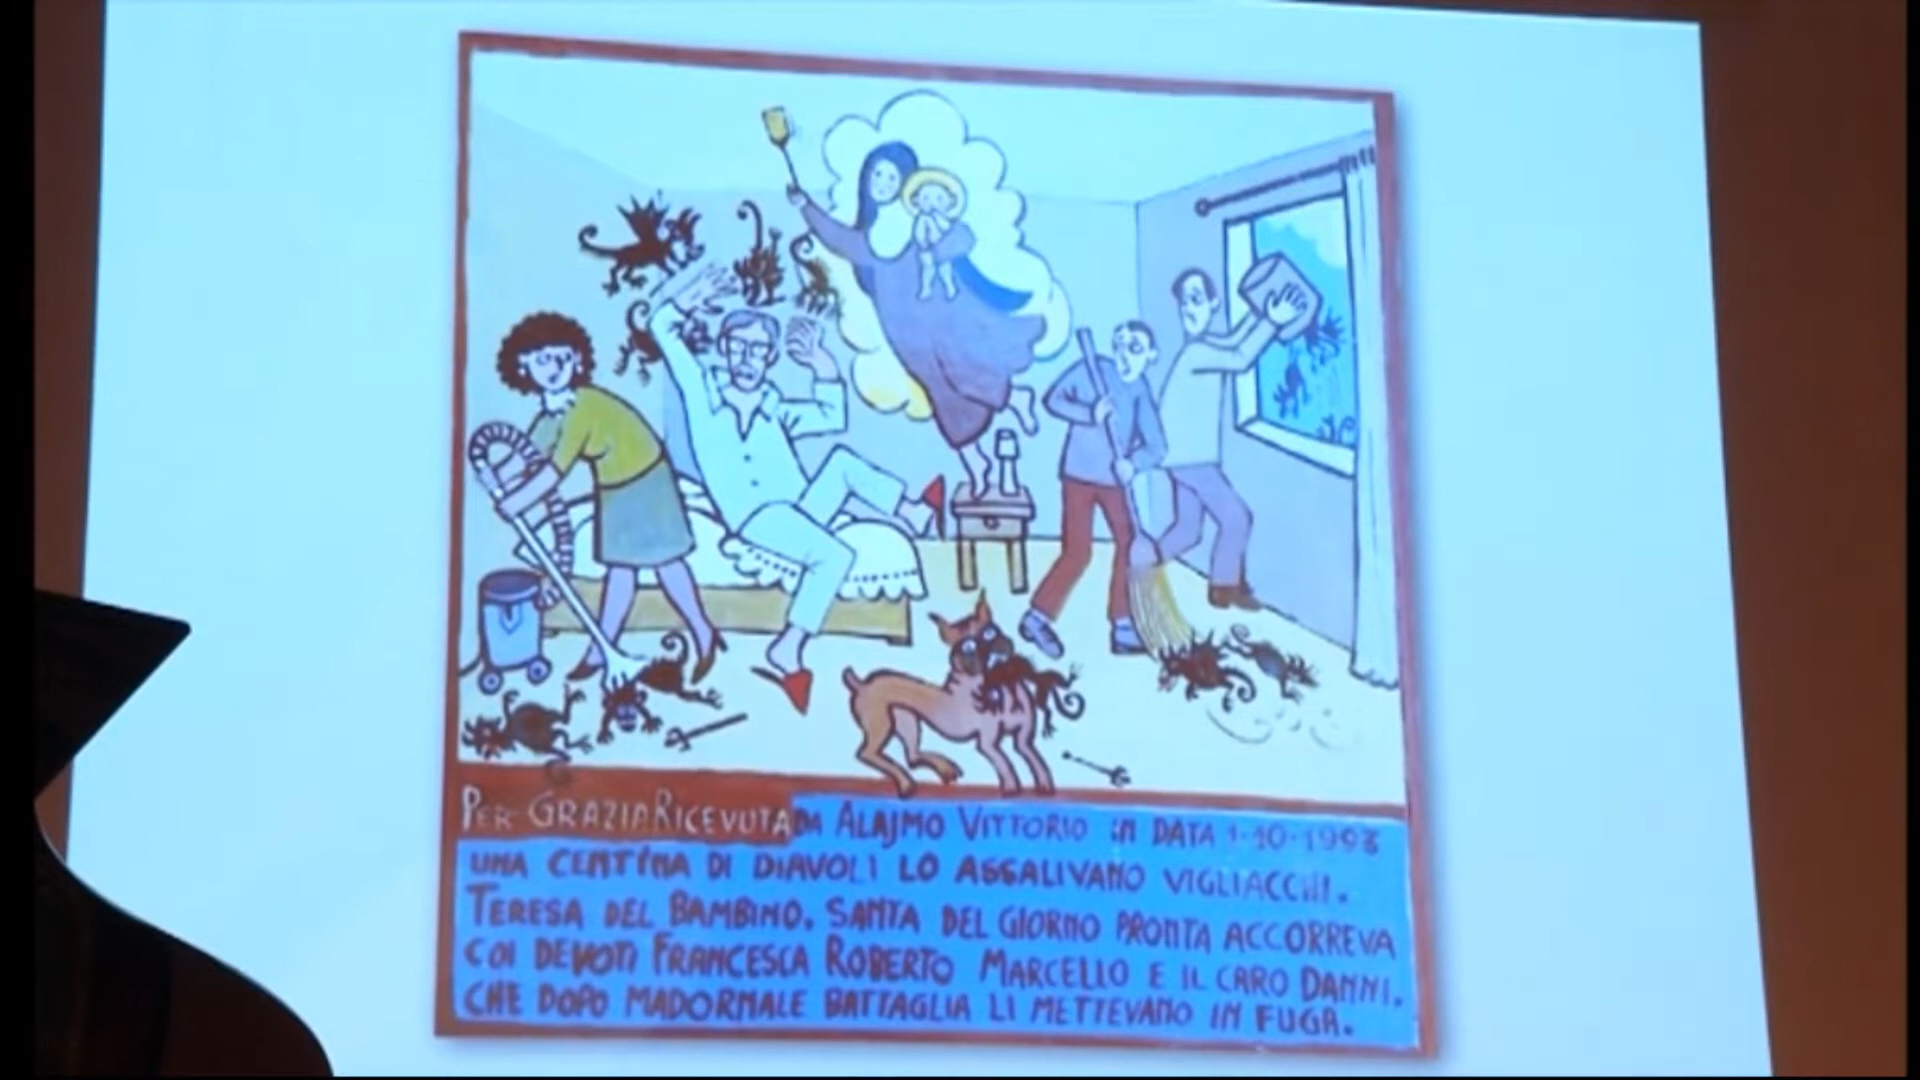 PER GRAZIA RICEVUTA DA ALAJMO VITTORIO IN DATA 1-10-1993
UNA CENTINA DI DIAVOLI LO ASSALIVANO VIGLIACCHI.
TERESA DEL BAMBINO. SANTA DEL GIORNO PRONTA ACCORREVA
COI DEVOTI FRANCESCA ROBERTO MARCELLO E IL CARO DANNI.
CHE DOPO MADORNALE BATTAGLIA LI METTEVANO IN FUGA.